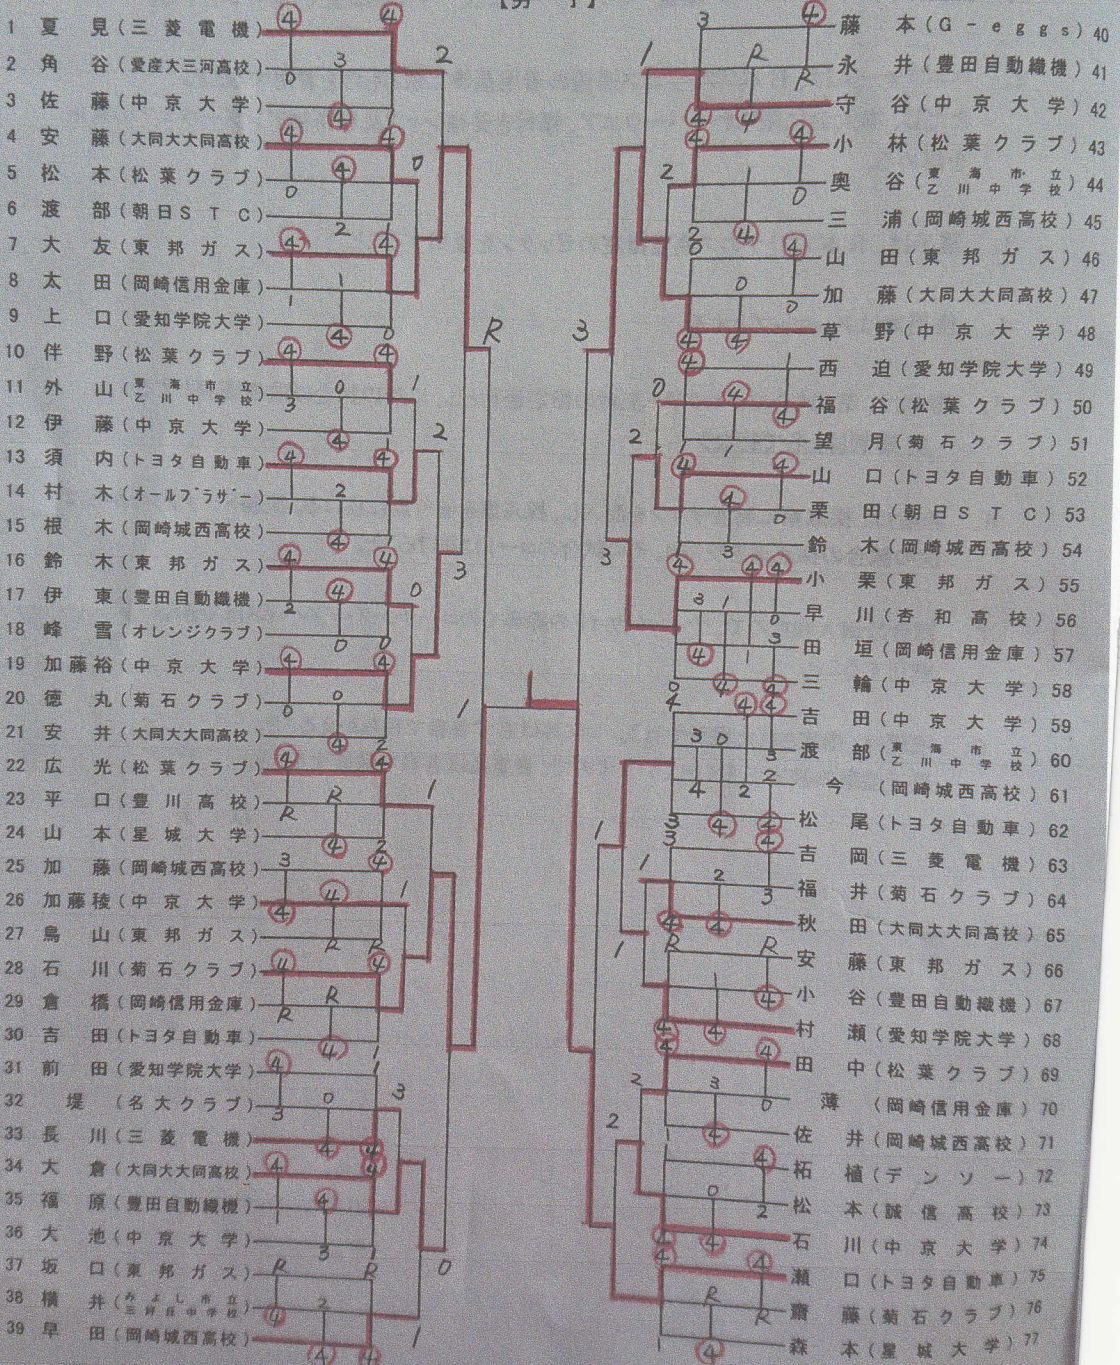 【男 子】
1 夏見(三菱電機)
2 角谷(愛産大三河高校)
3 佐藤(中京大学)
4 安藤(大同大大同高校)
5 松本(松葉クラブ)
6 渡部(朝日STC)
7 大友(東邦ガス)
8 太田(岡崎信用金庫)
9 上口(愛知学院大学)
10 伴野(松葉クラブ)
11 外山(東海市立乙川中学校)
12 伊藤(中京大学)
13 須内(トヨタ自動車)
14 村木(オールブラザー)
15 根木(岡崎城西高校)
16 鈴木(東邦ガス)
17 伊東(豊田自動織機)
18 峰雪(オレンジクラブ)
19 加藤裕(中京大学)
20 徳丸(菊石クラブ)
21 安井(大同大大同高校)
22 広光(松葉クラブ)
23 平口(豊川高校)
24 山本(星城大学)
25 加藤(岡崎城西高校)
26 加藤稜(中京大学)
27 鳥山(東邦ガス)
28 石川(菊石クラブ)
29 倉橋(岡崎信用金庫)
30 吉田(トヨタ自動車)
31 前田(愛知学院大学)
32 堤(名大クラブ)
33 長川(三菱電機)
34 大倉(大同大大同高校)
35 福原(豊田自動織機)
36 大池(中京大学)
37 坂口(東邦ガス)
38 横井(みよし市立三好丘中学校)
39 早田(岡崎城西高校)
藤本(G-eggs)40
永井(豊田自動織機)41
守谷(中京大学)42
小林(松葉クラブ)43
奥谷(東海市立乙川中学校)44
三浦(岡崎城西高校)45
山田(東邦ガス)46
加藤(大同大大同高校)47
草野(中京大学)48
西迫(愛知学院大学)49
福谷(松葉クラブ)50
望月(菊石クラブ)51
山口(トヨタ自動車)52
栗田(朝日STC)53
鈴木(岡崎城西高校)54
小栗(東邦ガス)55
早川(杏和高校)56
田垣(岡崎信用金庫)57
三輪(中京大学)58
吉田(中京大学)59
渡部(東海市立乙川中学校)60
今(岡崎城西高校)61
松尾(トヨタ自動車)62
吉岡(三菱電機)63
福井(菊石クラブ)64
秋田(大同大大同高校)65
安藤(東邦ガス)66
小谷(豊田自動織機)67
村瀬(愛知学院大学)68
田中(松葉クラブ)69
薄(岡崎信用金庫)70
佐井(岡崎城西高校)71
柘植(デンソー)72
松本(誠信高校)73
石川(中京大学)74
瀬口(トヨタ自動車)75
齋藤(菊石クラブ)76
森本(星城大学)77